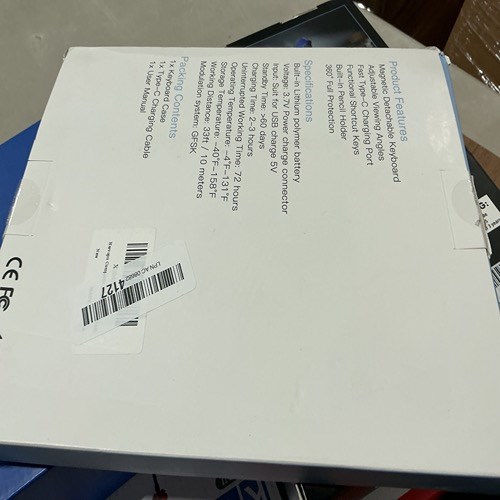 Product Features
Magnetic Detachable Keyboard
Adjustable Viewing Angles
Fast Type-C Charging Port
Functional Shortcut Keys
Built-in Pencil Holder
360° Full Protection
Specifications
Built-in Lithium polymer battery
Voltage: 3.7V Power charge connector
Input: Suit for USB charge 5V
Standby Time: >90 days
Charging Time: 2-3 hours
Uninterrupted Working Time: 72 hours
Operating Temperature: -4°F-131°F
Storage Temperature: -40°F-158°F
Working Distance: 33ft / 10 meters
Modulation system: GFSK
Packing Contents
1x Keyboard Case
1x Type-C Charging Cable
1x User Manual
4127
New
CE FC